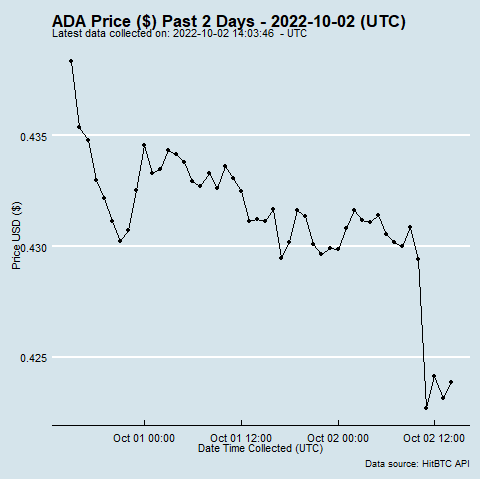 ADA Price ($) Past 2 Days - 2022-10-02 (UTC)
Latest data collected on: 2022-10-02 14:03:46  - UTC
Price USD ($)
0.435
0.430
0.425
Oct 01 00:00
Oct 01 12:00
Oct 02 00:00
Oct 02 12:00
Date Time Collected (UTC)
Data source: HitBTC API